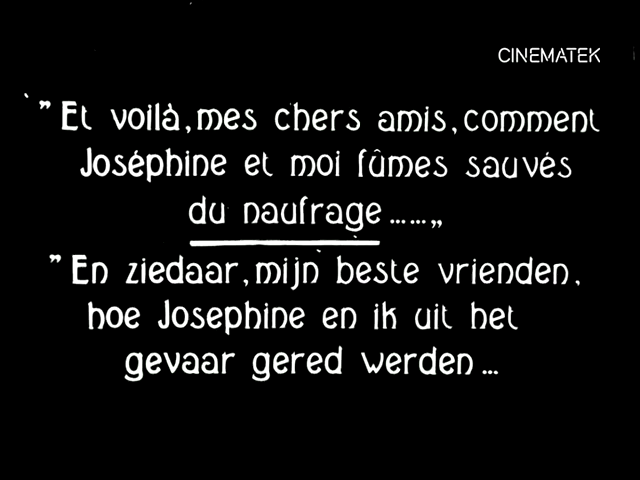 CINEMATEK
" Et voilà, mes chers amis, comment
Joséphine et moi fûmes sauvés
du naufrage ...... „
" En ziedaar, mijn beste vrienden,
hoe Josephine en ik uit het
gevaar gered werden ...